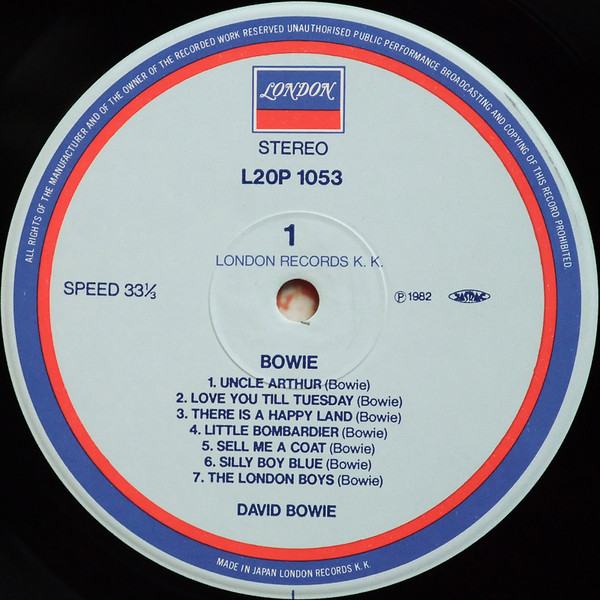 ALL RIGHTS OF THE MANUFACTURER AND OF THE OWNER OF THE RECORDED WORK RESERVED UNAUTHORISED PUBLIC PERFORMANCE BROADCASTING AND COPYING OF THIS RECORD PROHIBITED
LONDON
STEREO
L20P 1053
1
LONDON RECORDS K. K.
SPEED 33⅓
Ⓟ1982 JASRAC
BOWIE
1. UNCLE ARTHUR (Bowie)
2. LOVE YOU TILL TUESDAY (Bowie)
3. THERE IS A HAPPY LAND (Bowie)
4. LITTLE BOMBARDIER (Bowie)
5. SELL ME A COAT (Bowie)
6. SILLY BOY BLUE (Bowie)
7. THE LONDON BOYS (Bowie)
DAVID BOWIE
MADE IN JAPAN LONDON RECORDS K. K.